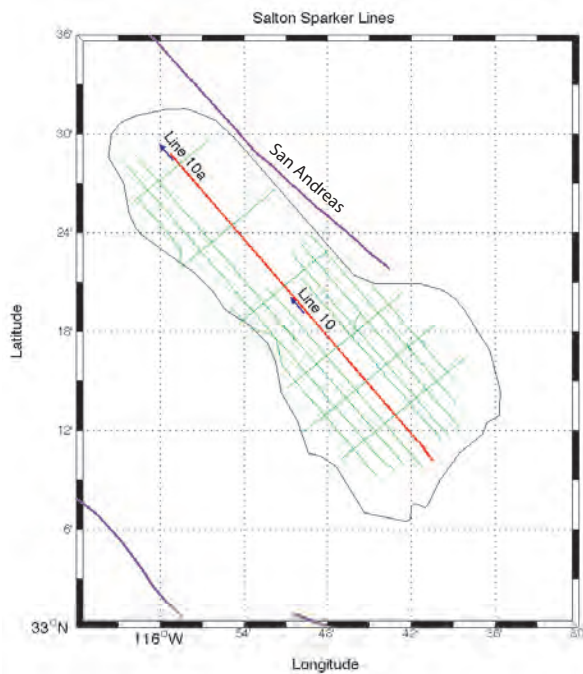 Salton Sparker Lines
36'
30'
24'
18'
12'
6'
33°N
116°W
54'
48'
42'
36'
30'
Latitude
Longitude
San Andreas
Line 10a
Line 10